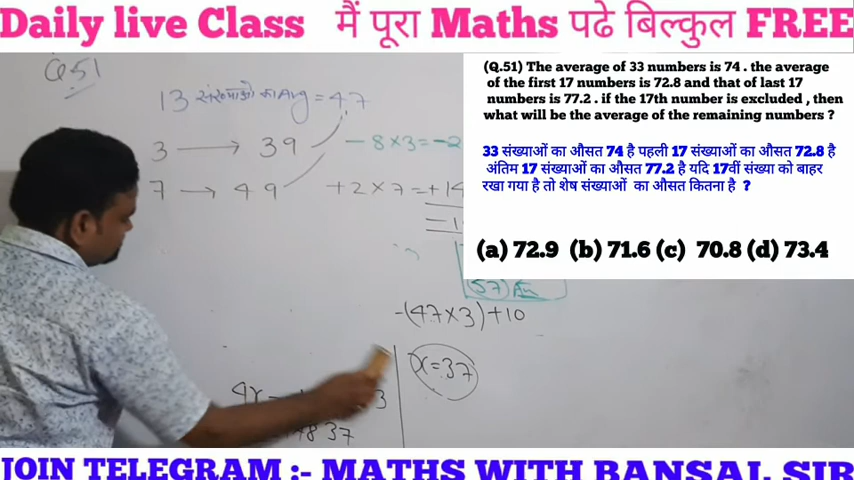 Daily live Class मैं पूरा Maths पढे बिल्कुल FREE
Q.51
13 संख्याओ का Avg = 47
3 → 39 -8×3=-2
7 → 49 +2×7=+14
(Q.51) The average of 33 numbers is 74 . the average
of the first 17 numbers is 72.8 and that of last 17
numbers is 77.2 . if the 17th number is excluded , then
what will be the average of the remaining numbers ?
33 संख्याओं का औसत 74 है पहली 17 संख्याओं का औसत 72.8 है
अंतिम 17 संख्याओं का औसत 77.2 है यदि 17वीं संख्या को बाहर
रखा गया है तो शेष संख्याओं का औसत कितना है ?
(a) 72.9 (b) 71.6 (c) 70.8 (d) 73.4
(57) Ans
-(47×3)+10
x=37
4x
37
JOIN TELEGRAM :- MATHS WITH BANSAL SIR